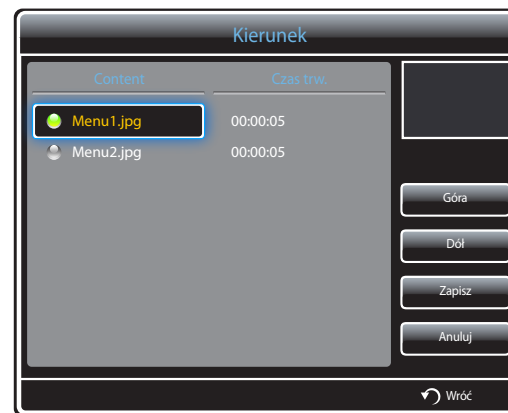 Kierunek
Content Czas trw.
Menu1.jpg 00:00:05
Menu2.jpg 00:00:05
Góra
Dół
Zapisz
Anuluj
Wróć